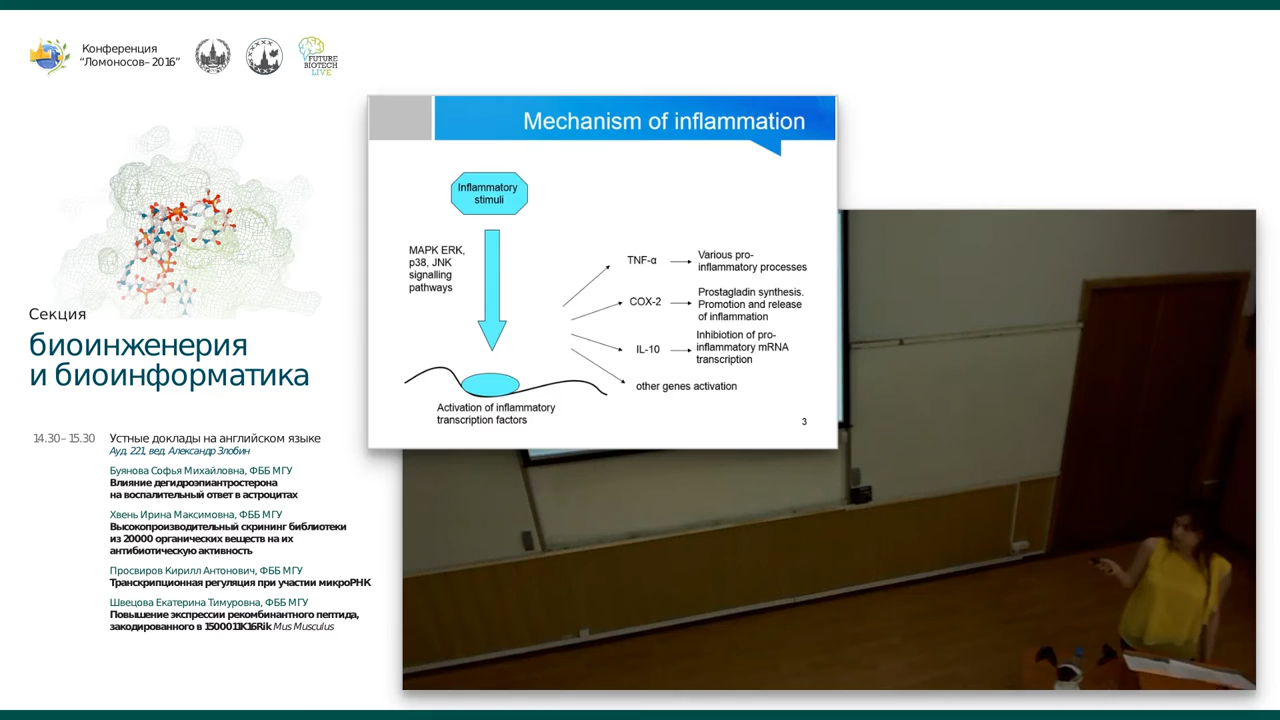 Конференция
“Ломоносов– 2016”
FUTURE
BIOTECH
LIVE
Mechanism of inflammation
Inflammatory
stimuli
MAPK ERK,
p38, JNK
signalling
pathways
TNF-α
Various pro-
inflammatory processes
COX-2
Prostagladin synthesis.
Promotion and release
of inflammation
IL-10
Inhibiotion of pro-
inflammatory mRNA
transcription
other genes activation
Activation of inflammatory
transcription factors
3
Секция
биоинженерия
и биоинформатика
14.30– 15.30 Устные доклады на английском языке
Ауд. 221, вед. Александр Злобин
Буянова Софья Михайловна, ФББ МГУ
Влияние дегидроэпиантростерона
на воспалительный ответ в астроцитах
Хвень Ирина Максимовна, ФББ МГУ
Высокопроизводительный скрининг библиотеки
из 20000 органических веществ на их
антибиотическую активность
Просвиров Кирилл Антонович, ФББ МГУ
Транскрипционная регуляция при участии микроРНК
Швецова Екатерина Тимуровна, ФББ МГУ
Повышение экспрессии рекомбинантного пептида,
закодированного в 1500011K16Rik Mus Musculus